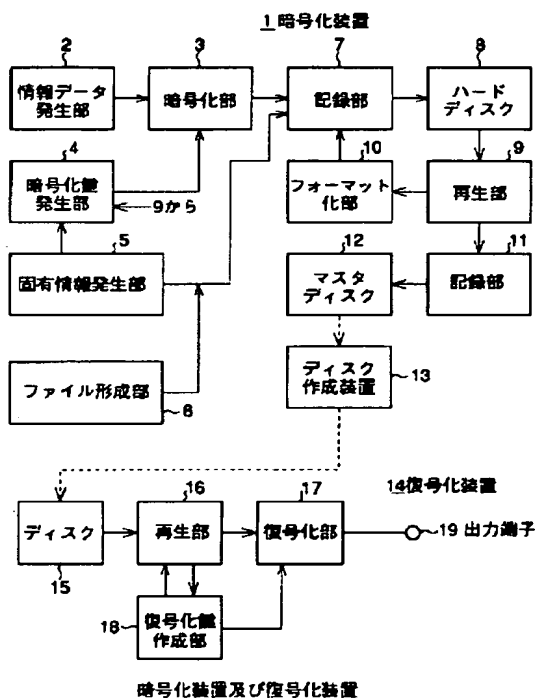 1 暗号化装置
2
3
7
8
情報データ
発生部
暗号化部
記録部
ハード
ディスク
4
10
9
暗号化鍵
発生部
9から
フォーマット
化部
再生部
5
12
11
固有情報発生部
マスタ
ディスク
記録部
ファイル形成部
6
ディスク
作成装置
13
16
17
14復号化装置
ディスク
再生部
復号化部
19 出力端子
15
18
復号化鍵
作成部
暗号化装置及び復号化装置